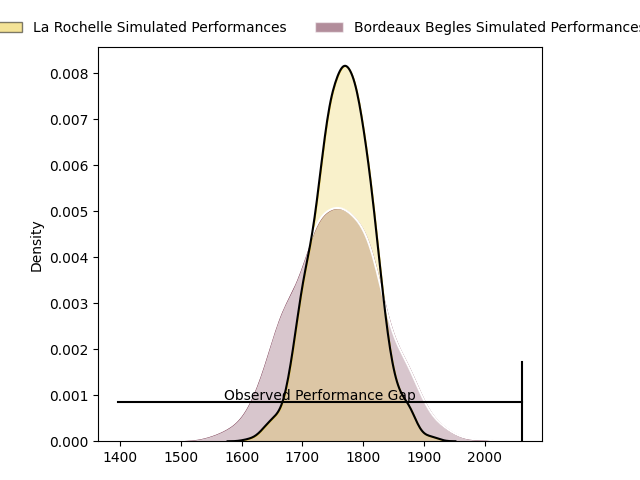 La Rochelle Simulated Performances
Bordeaux Begles Simulated Performances
0.008
0.007
0.006
0.005
0.004
0.003
0.002
0.001
0.000
Density
Observed Performance Gap
1400 1500 1600 1700 1800 1900 2000